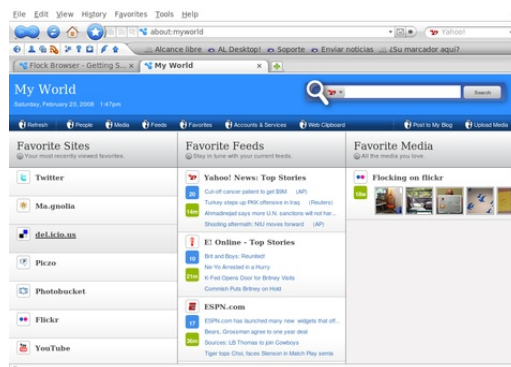 File Edit View History Favorites Tools Help
about:myworld
Yahoo!
Alcance libre AL Desktop! Soporte Enviar noticias ¿Su marcador aquí?
Flock Browser - Getting S... x My World x
My World
Saturday, February 23, 2008 1:47pm
Search
Refresh People Media Feeds Favorites Accounts & Services Web Clipboard Post to My Blog Upload Media
Favorite Sites
Your most recently viewed favorites.
Twitter
Ma.gnolia
del.icio.us
Piczo
Photobucket
Flickr
YouTube
Favorite Feeds
Stay in tune with your current feeds.
Yahoo! News: Top Stories
20
14m
Cut-off cancer patient to get $9M (AP)
Turkey steps up PKK offensive in Iraq (Reuters)
Ahmadinejad says more U.N. sanctions will not har...
Shooting aftermath: NIU moves forward (AP)
E! Online - Top Stories
10
21m
Brit and Boys: Reunited!
Ne-Yo Arrested in a Hurry
K-Fed Opens Door for Britney Visits
Commish Puts Britney on Hold
ESPN.com
17
36m
ESPN.com has launched many new widgets that off...
Bears, Grossman agree to one year deal
Sources: LB Thomas to join Cowboys
Tiger tops Choi, faces Stenson in Match Play semis
Favorite Media
All the media you love.
Flocking on flickr